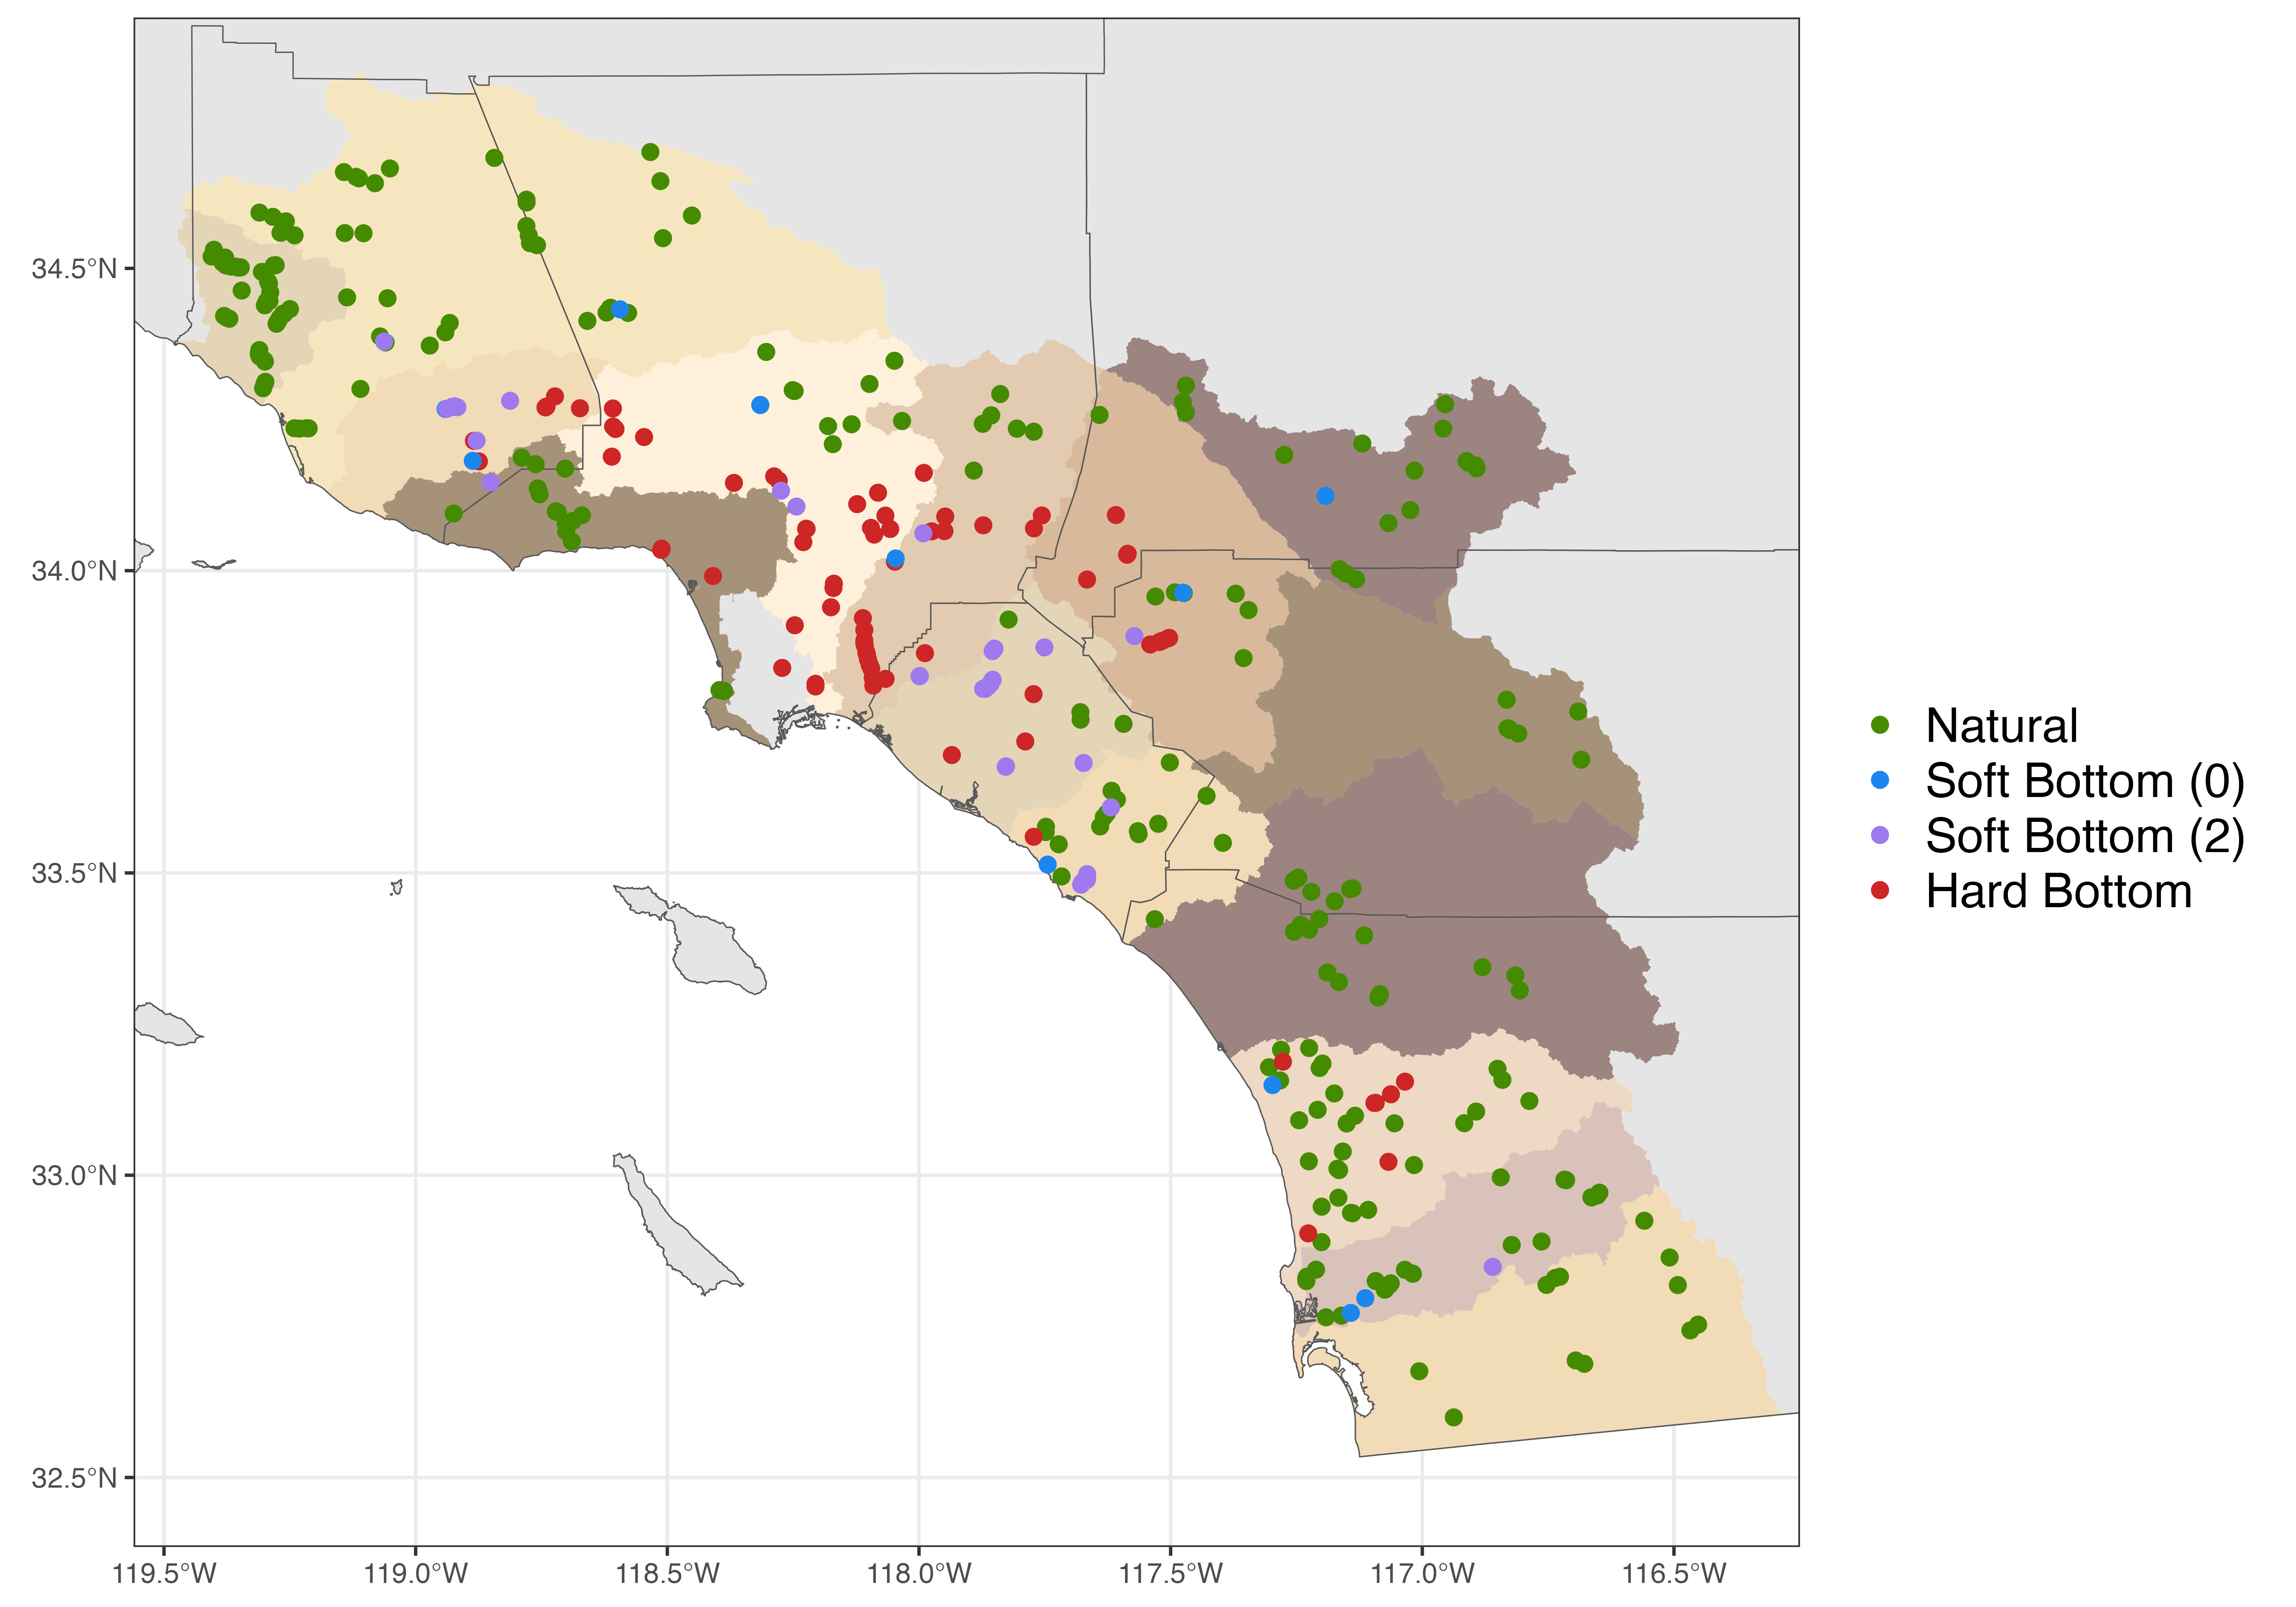 34.5°N
34.0°N
33.5°N
33.0°N
32.5°N
119.5°W
119.0°W
118.5°W
118.0°W
117.5°W
117.0°W
116.5°W
Natural
Soft Bottom (0)
Soft Bottom (2)
Hard Bottom